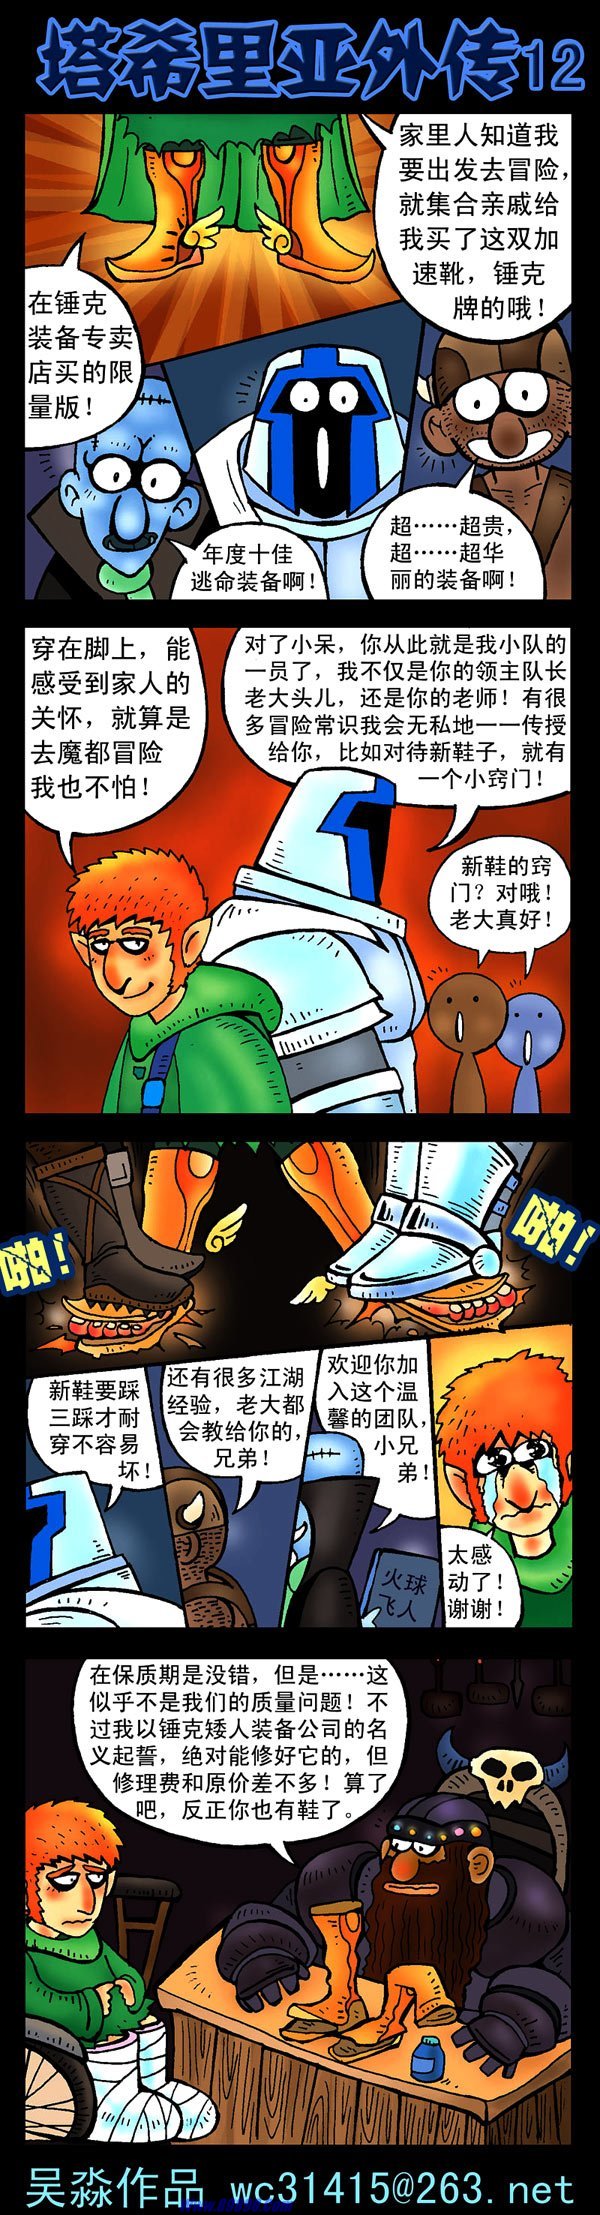 塔希里亚外传12
家里人知道我
要出发去冒险，
就集合亲戚给
我买了这双加
速靴，锤克
牌的哦！
在锤克
装备专卖
店买的限
量版！
年度十佳
逃命装备啊！
超……超贵，
超……超华
丽的装备啊！
穿在脚上，能
感受到家人的
关怀，就算是
去魔都冒险
我也不怕！
对了小呆，你从此就是我小队的
一员了，我不仅是你的领主队长
老大头儿，还是你的老师！有很
多冒险常识我会无私地一一传授
给你，比如对待新鞋子，就有
一个小窍门！
新鞋的窍
门？对哦！
老大真好！
啪！
啪！
新鞋要踩
三踩才耐
穿不容易
坏！
还有很多江湖
经验，老大都
会教给你的，
兄弟！
欢迎你加
入这个温
馨的团队，
小兄
弟！
火球
飞人
太感
动了！
谢谢！
在保质期是没错，但是……这
似乎不是我们的质量问题！不
过我以锤克矮人装备公司的名
义起誓，绝对能修好它的，但
修理费和原价差不多！算了
吧，反正你也有鞋了。
吴淼作品 wc31415@263.net